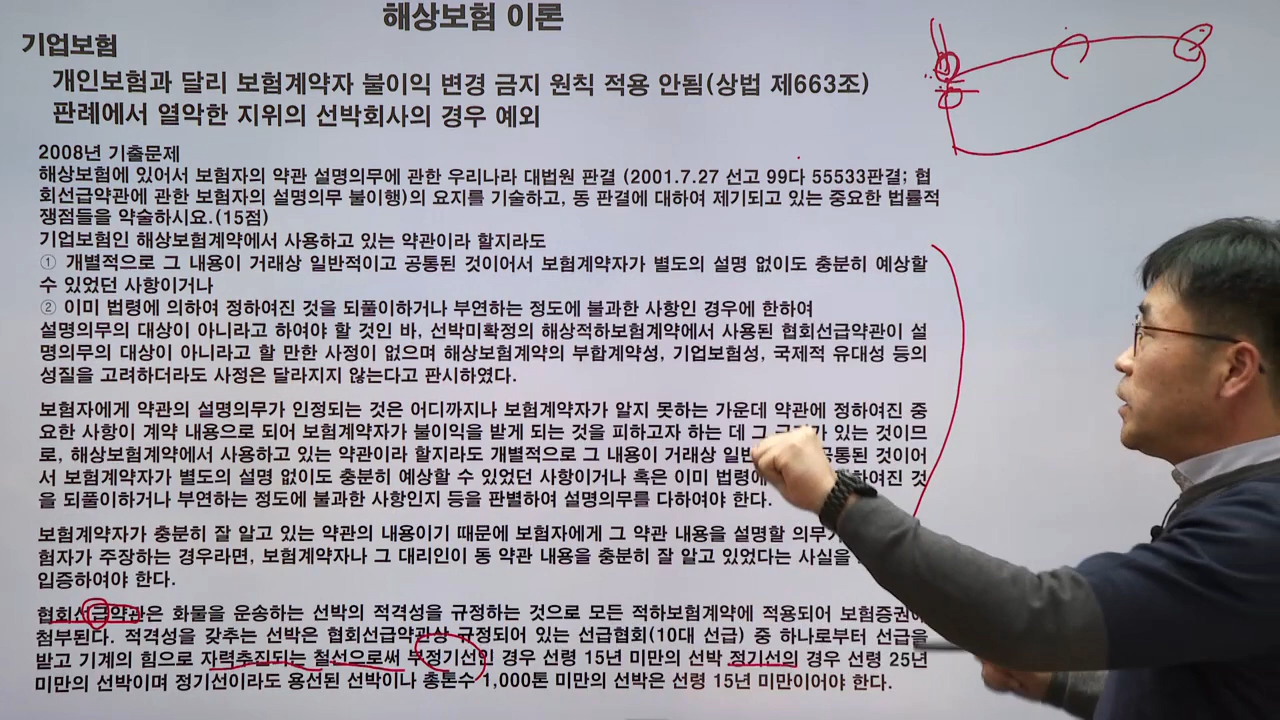 해상보험 이론
기업보험
개인보험과 달리 보험계약자 불이익 변경 금지 원칙 적용 안됨(상법 제663조)
판례에서 열악한 지위의 선박회사의 경우 예외
2008년 기출문제
해상보험에 있어서 보험자의 약관 설명의무에 관한 우리나라 대법원 판결 (2001.7.27 선고 99다 55533판결; 협
회선급약관에 관한 보험자의 설명의무 불이행)의 요지를 기술하고, 동 판결에 대하여 제기되고 있는 중요한 법률적
쟁점들을 약술하시요.(15점)
기업보험인 해상보험계약에서 사용하고 있는 약관이라 할지라도
① 개별적으로 그 내용이 거래상 일반적이고 공통된 것이어서 보험계약자가 별도의 설명 없이도 충분히 예상할
수 있었던 사항이거나
② 이미 법령에 의하여 정하여진 것을 되풀이하거나 부연하는 정도에 불과한 사항인 경우에 한하여
설명의무의 대상이 아니라고 하여야 할 것인 바, 선박미확정의 해상적하보험계약에서 사용된 협회선급약관이 설
명의무의 대상이 아니라고 할 만한 사정이 없으며 해상보험계약의 부합계약성, 기업보험성, 국제적 유대성 등의
성질을 고려하더라도 사정은 달라지지 않는다고 판시하였다.
보험자에게 약관의 설명의무가 인정되는 것은 어디까지나 보험계약자가 알지 못하는 가운데 약관에 정하여진 중
요한 사항이 계약 내용으로 되어 보험계약자가 불이익을 받게 되는 것을 피하고자 하는 데 그 가 있는 것이므
로, 해상보험계약에서 사용하고 있는 약관이라 할지라도 개별적으로 그 내용이 거래상 일반 공통된 것이어
서 보험계약자가 별도의 설명 없이도 충분히 예상할 수 있었던 사항이거나 혹은 이미 법령에 하여진 것
을 되풀이하거나 부연하는 정도에 불과한 사항인지 등을 판별하여 설명의무를 다하여야 한다.
보험계약자가 충분히 잘 알고 있는 약관의 내용이기 때문에 보험자에게 그 약관 내용을 설명할 의무가
험자가 주장하는 경우라면, 보험계약자나 그 대리인이 동 약관 내용을 충분히 잘 알고 있었다는 사실을
입증하여야 한다.
협회선급약관은 화물을 운송하는 선박의 적격성을 규정하는 것으로 모든 적하보험계약에 적용되어 보험증권에
첨부된다. 적격성을 갖추는 선박은 협회선급약관상 규정되어 있는 선급협회(10대 선급) 중 하나로부터 선급을
받고 기계의 힘으로 자력추진되는 철선으로써 부정기선인 경우 선령 15년 미만의 선박 정기선의 경우 선령 25년
미만의 선박이며 정기선이라도 용선된 선박이나 총톤수 1,000톤 미만의 선박은 선령 15년 미만이어야 한다.